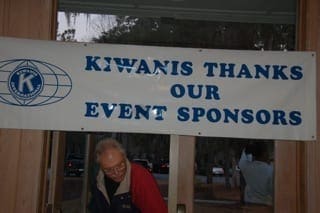 K
KIWANIS THANKS
OUR
EVENT SPONSORS